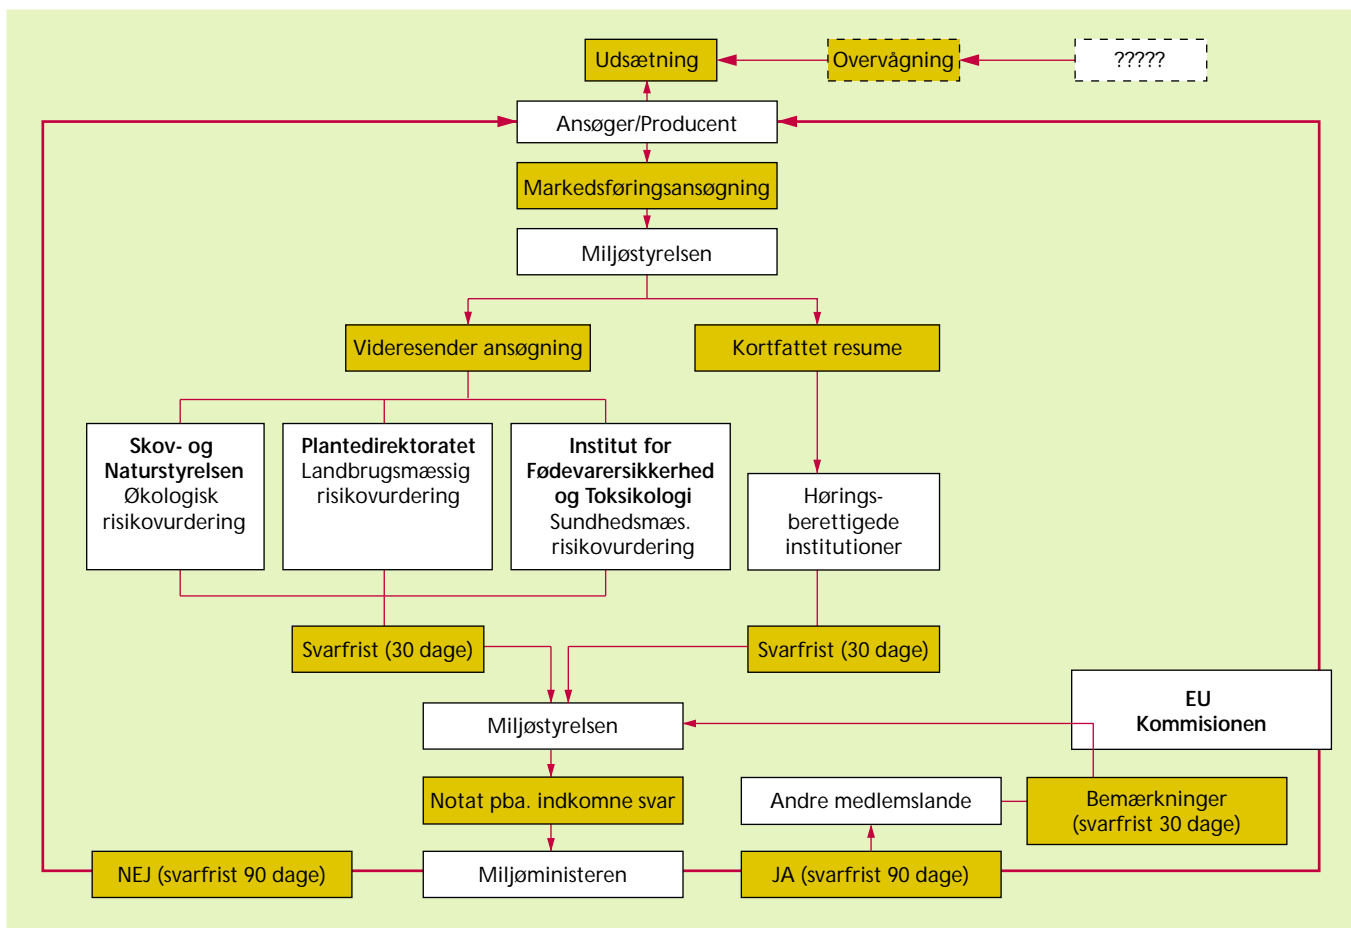 Udsætning
Overvågning
?????
Ansøger/Producent
Markedsføringsansøgning
Miljøstyrelsen
Videresender ansøgning
Kortfattet resume
Skov- og
Naturstyrelsen
Økologisk
risikovurdering
Plantedirektoratet
Landbrugsmæssig
risikovurdering
Institut for
Fødevarersikkerhed
og Toksikologi
Sundhedsmæs.
risikovurdering
Hørings-
berettigede
institutioner
Svarfrist (30 dage)
Svarfrist (30 dage)
Miljøstyrelsen
EU
Kommisionen
Notat pba. indkomne svar
Andre medlemslande
Bemærkninger
(svarfrist 30 dage)
NEJ (svarfrist 90 dage)
Miljøministeren
JA (svarfrist 90 dage)